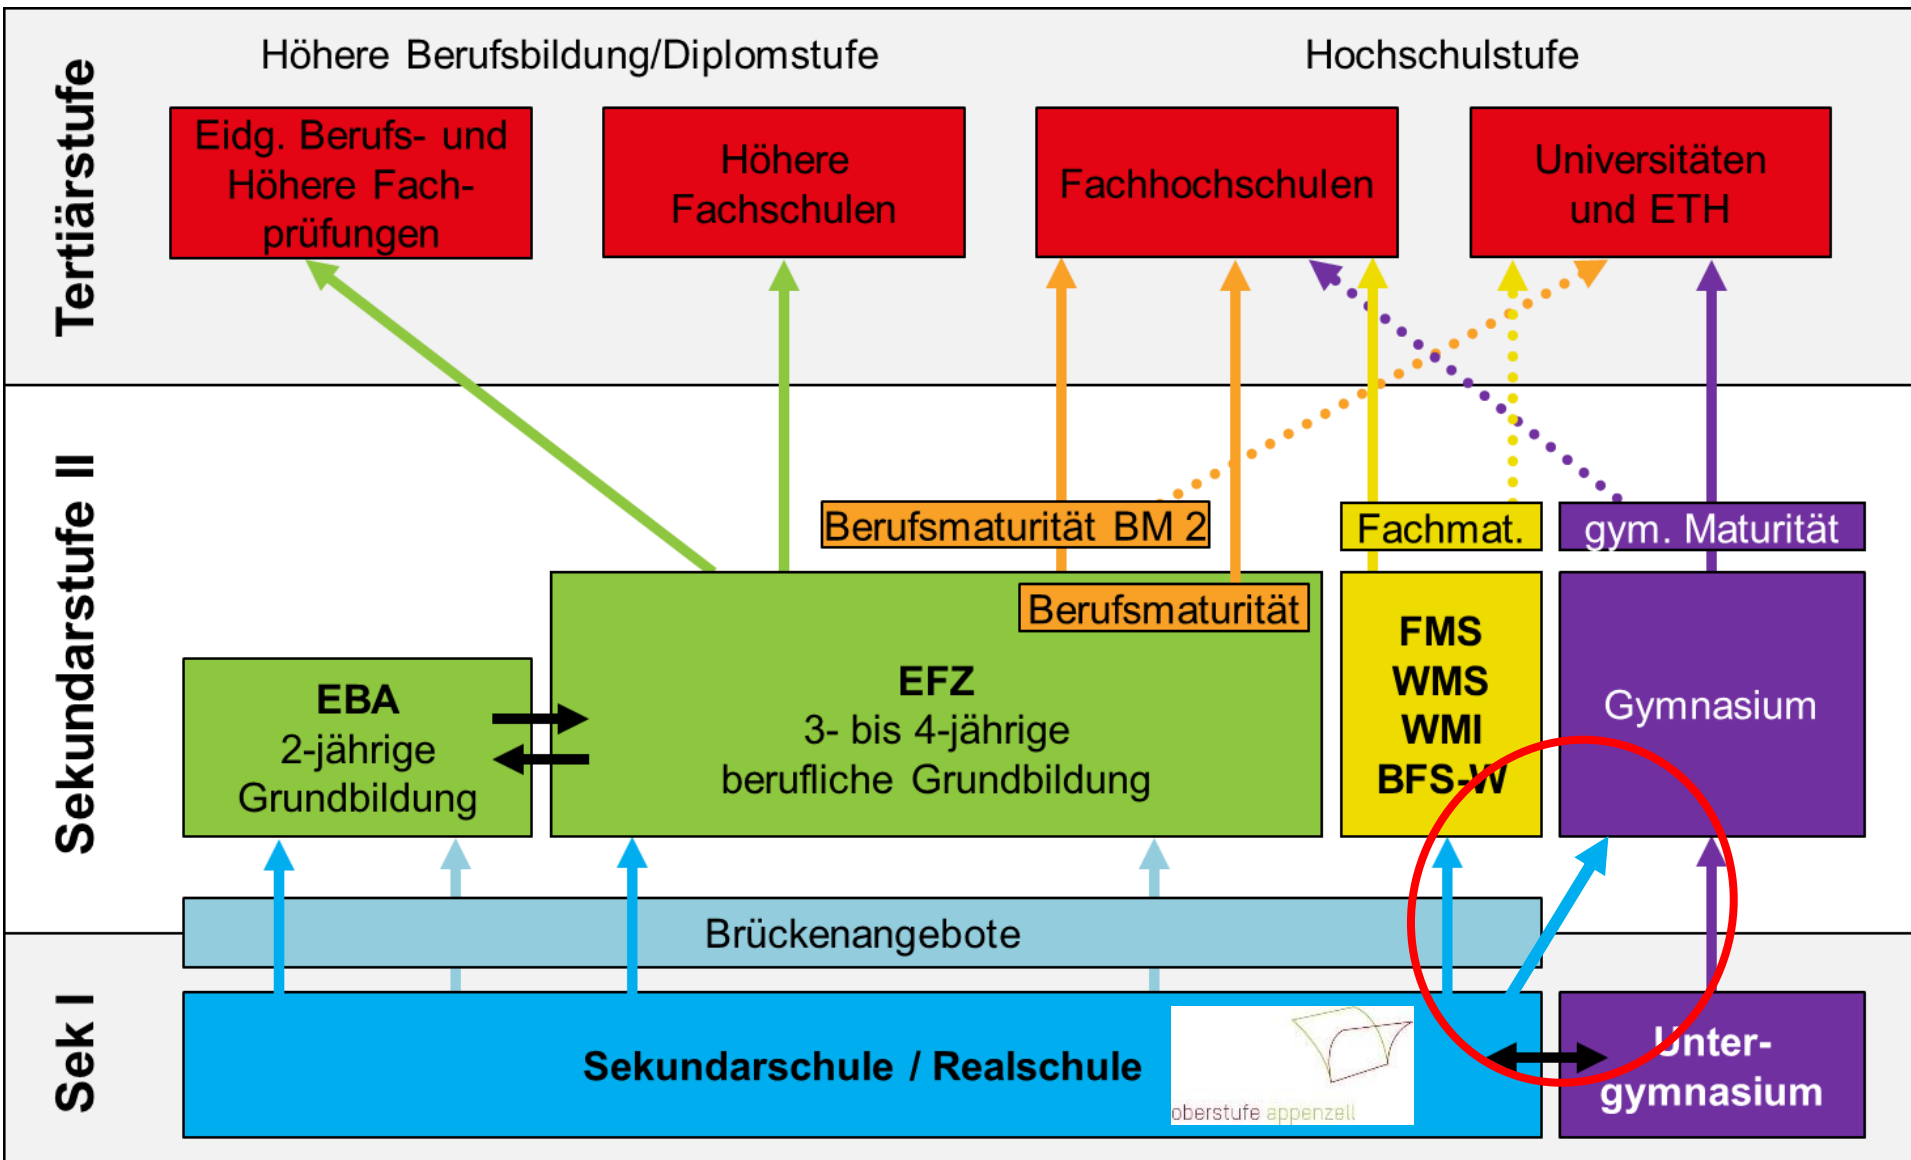 Höhere Berufsbildung/Diplomstufe
Hochschulstufe
Tertiärstufe
Eidg. Berufs- und
Höhere Fach-
prüfungen
Höhere
Fachschulen
Fachhochschulen
Universitäten
und ETH
Sekundarstufe II
Berufsmaturität BM 2
Fachmat.
gym. Maturität
Berufsmaturität
EBA
2-jährige
Grundbildung
EFZ
3- bis 4-jährige
berufliche Grundbildung
FMS
WMS
WMI
BFS-W
Gymnasium
Brückenangebote
Sek I
Sekundarschule / Realschule
oberstufe appenzell
Unter-
gymnasium